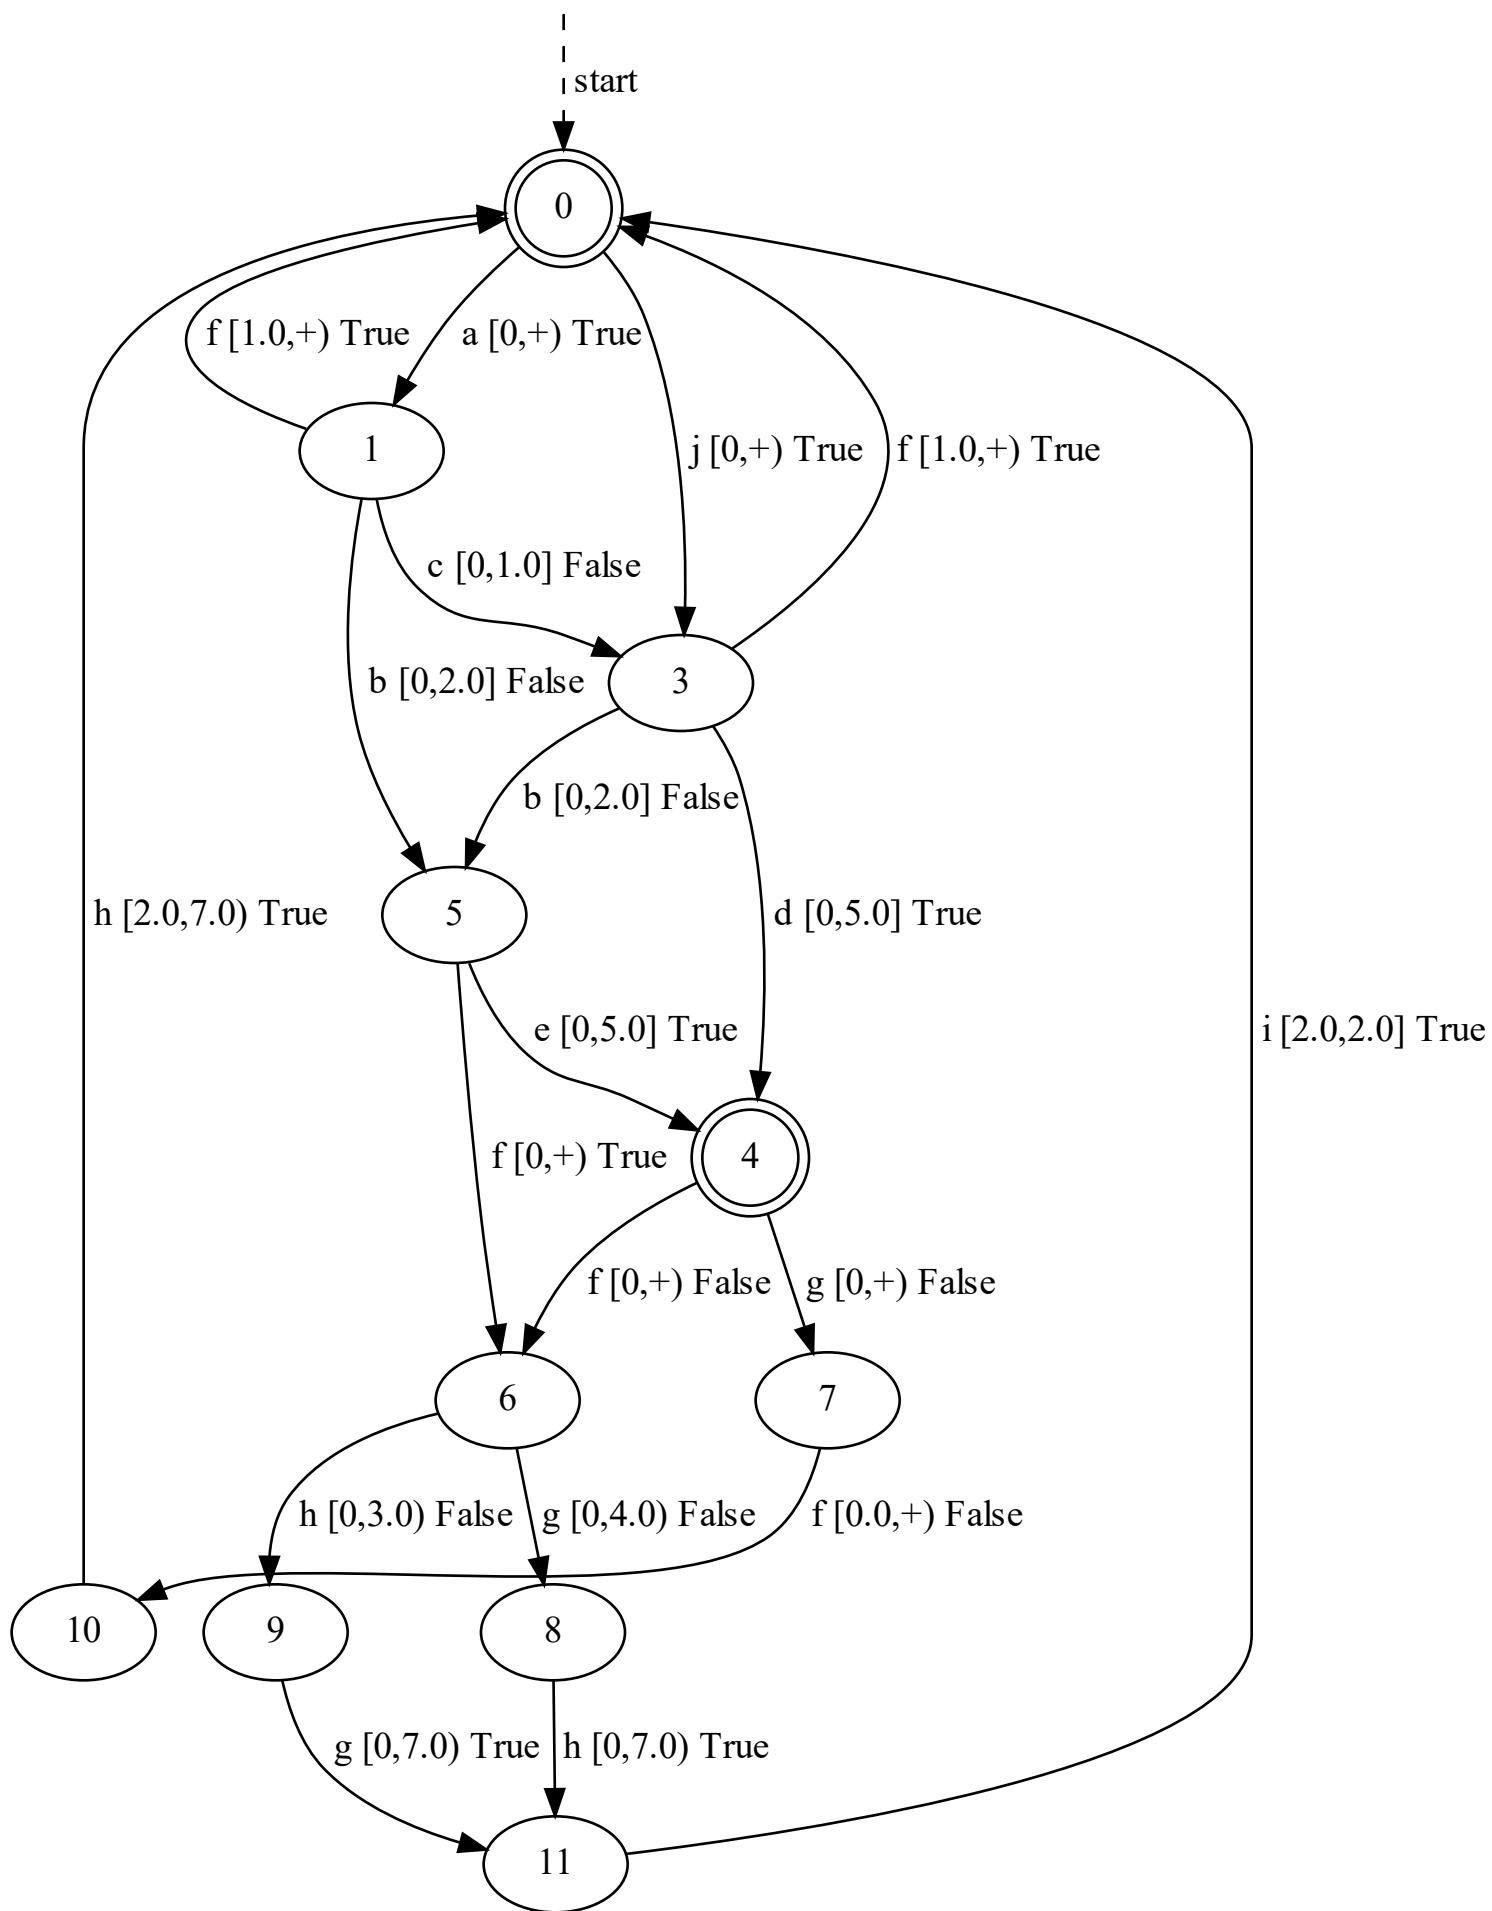 start
0
f [1.0,+) True
a [0,+) True
1
j [0,+) True
f [1.0,+) True
c [0,1.0] False
b [0,2.0] False
3
b [0,2.0] False
h [2.0,7.0) True
5
d [0,5.0] True
e [0,5.0] True
i [2.0,2.0] True
f [0,+) True
4
f [0,+) False
g [0,+) False
6
7
h [0,3.0) False
g [0,4.0) False
f [0.0,+) False
10
9
8
g [0,7.0) True
h [0,7.0) True
11